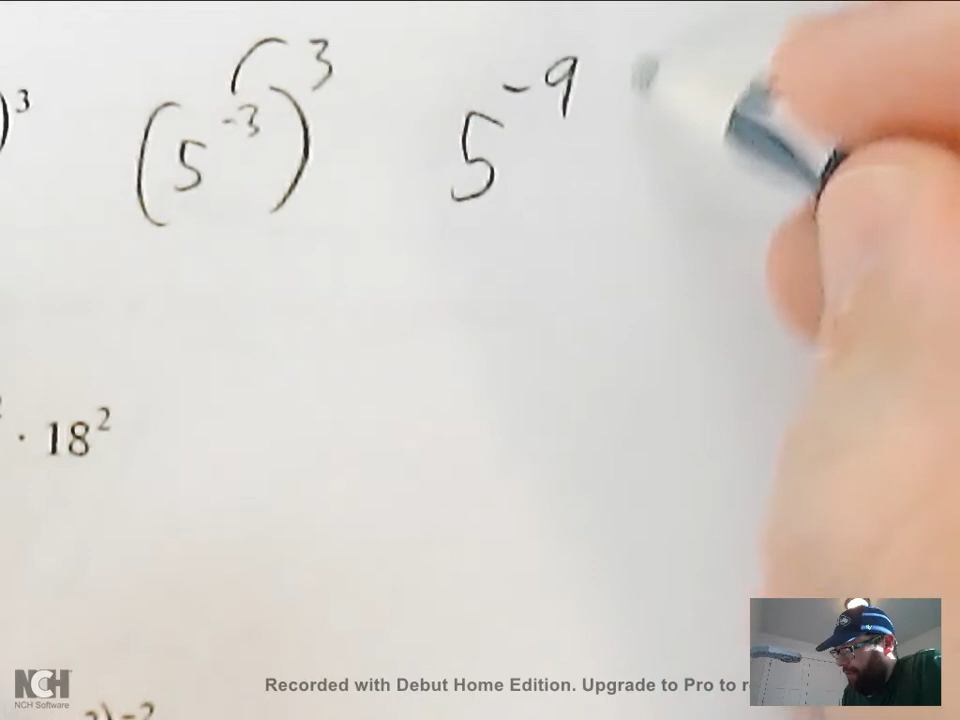 )³ (5⁻³)³ 5⁻⁹
· 18²
)⁻²
NCH
NCH Software
Recorded with Debut Home Edition. Upgrade to Pro to r